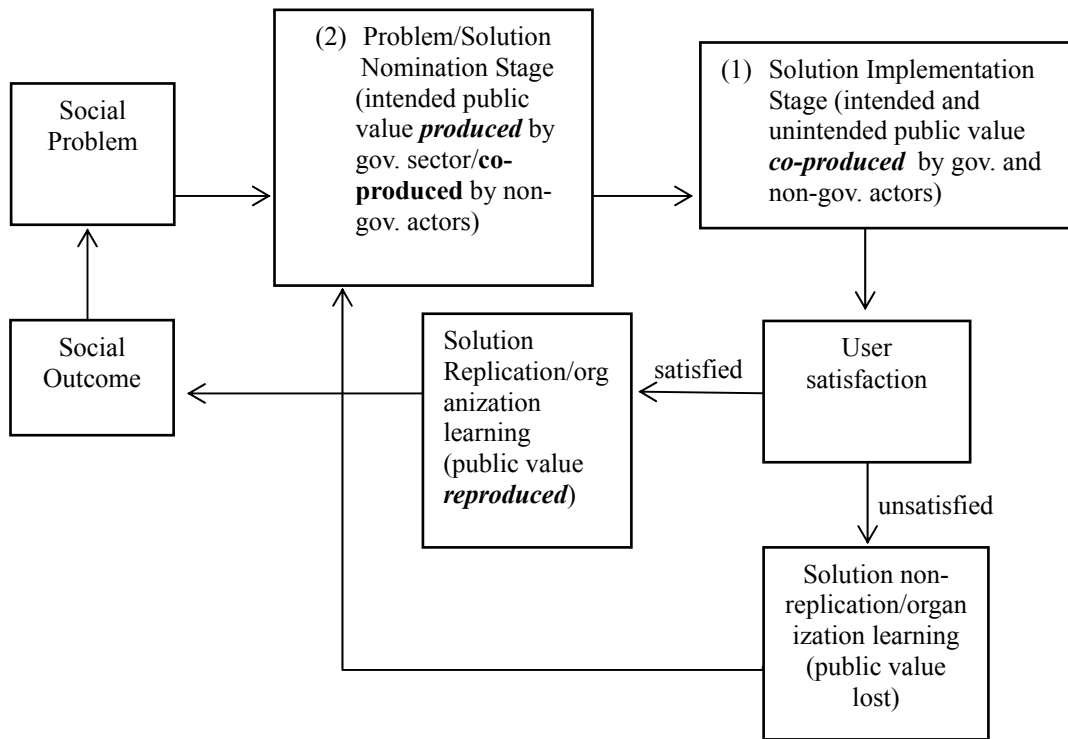 Social
Problem
(2) Problem/Solution
Nomination Stage
(intended public
value produced by
gov. sector/co-
produced by non-
gov. actors)
(1) Solution Implementation
Stage (intended and
unintended public value
co-produced by gov. and
non-gov. actors)
Social
Outcome
Solution
Replication/org
anization
learning
(public value
reproduced)
satisfied
User
satisfaction
unsatisfied
Solution non-
replication/organ
ization learning
(public value
lost)